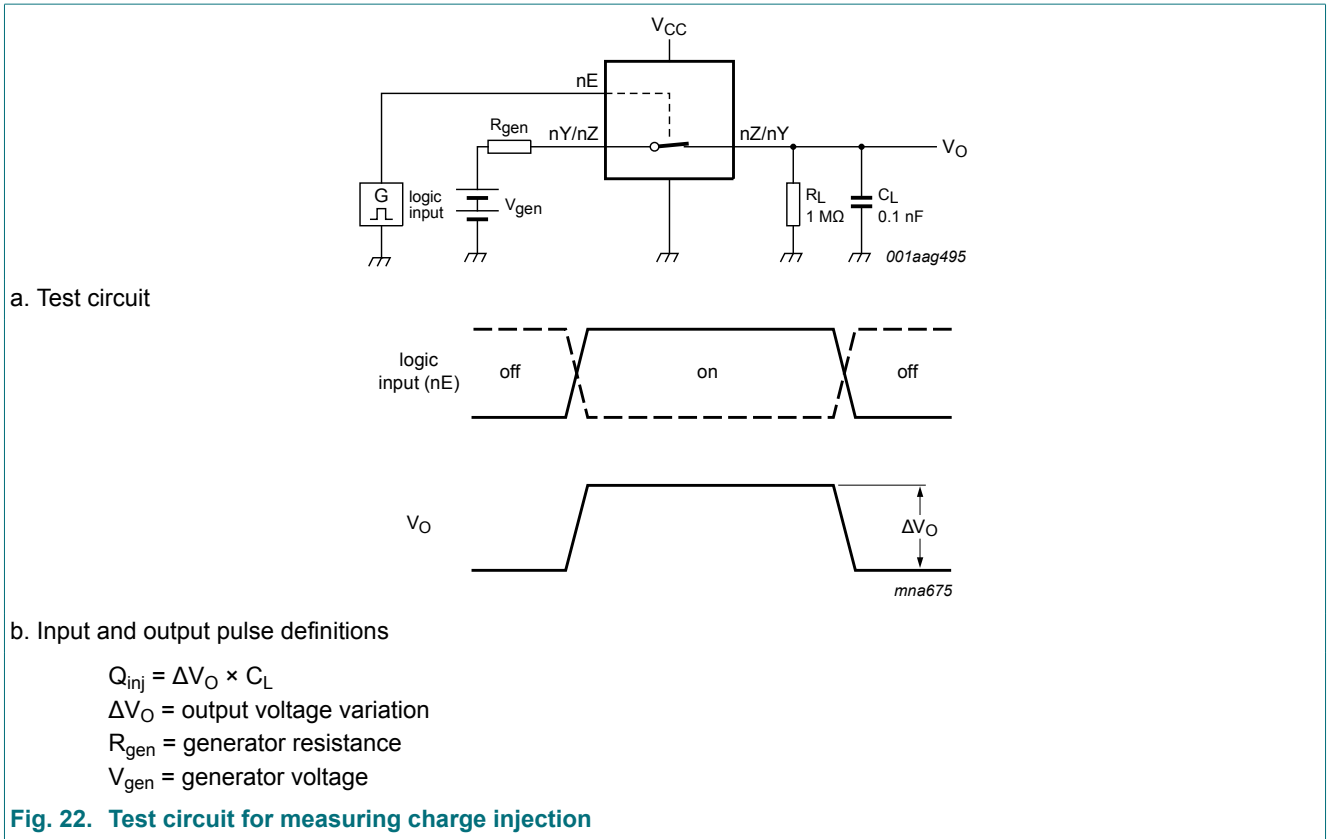 VCC
nE
Rgen
nY/nZ
nZ/nY
VO
G
logic
input
Vgen
RL
1 MΩ
CL
0.1 nF
001aag495
a. Test circuit
logic
input (nE)
off
on
off
VO
ΔVO
mna675
b. Input and output pulse definitions
Qinj = ΔVO × CL
ΔVO = output voltage variation
Rgen = generator resistance
Vgen = generator voltage
Fig. 22. Test circuit for measuring charge injection